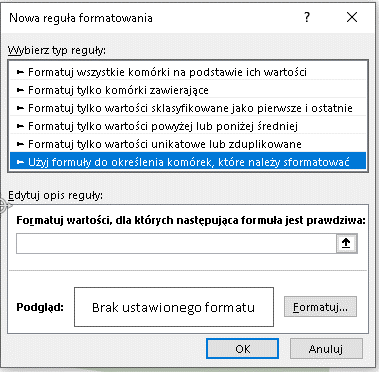 Nowa reguła formatowania
Wybierz typ reguły:
Formatuj wszystkie komórki na podstawie ich wartości
Formatuj tylko komórki zawierające
Formatuj tylko wartości sklasyfikowane jako pierwsze i ostatnie
Formatuj tylko wartości powyżej lub poniżej średniej
Formatuj tylko wartości unikatowe lub zduplikowane
Użyj formuły do określenia komórek, które należy sformatować
Edytuj opis reguły:
Formatuj wartości, dla których następująca formuła jest prawdziwa:
Podgląd:
Brak ustawionego formatu
Formatuj...
OK
Anuluj